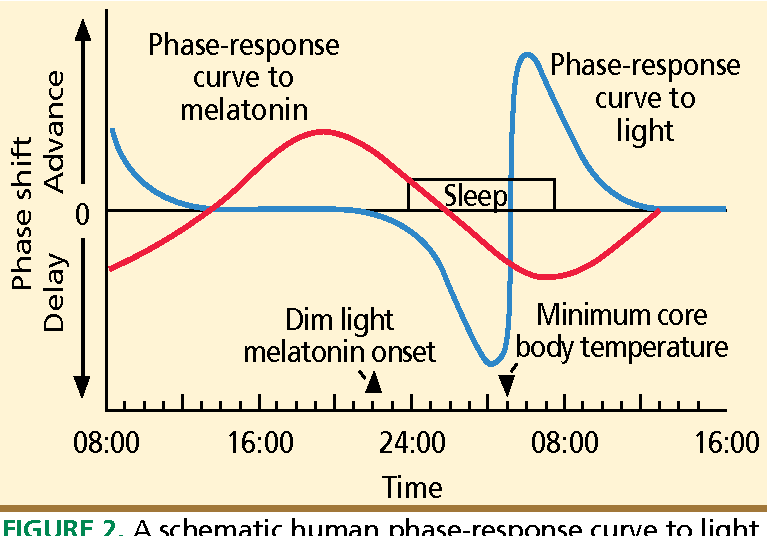 Phase-response
curve to
melatonin
Phase-response
curve to
light
Phase shift
Advance
0
Delay
Sleep
Dim light
melatonin onset
Minimum core
body temperature
08:00
16:00
24:00
08:00
16:00
Time
FIGURE 2. A schematic human phase-response curve to light